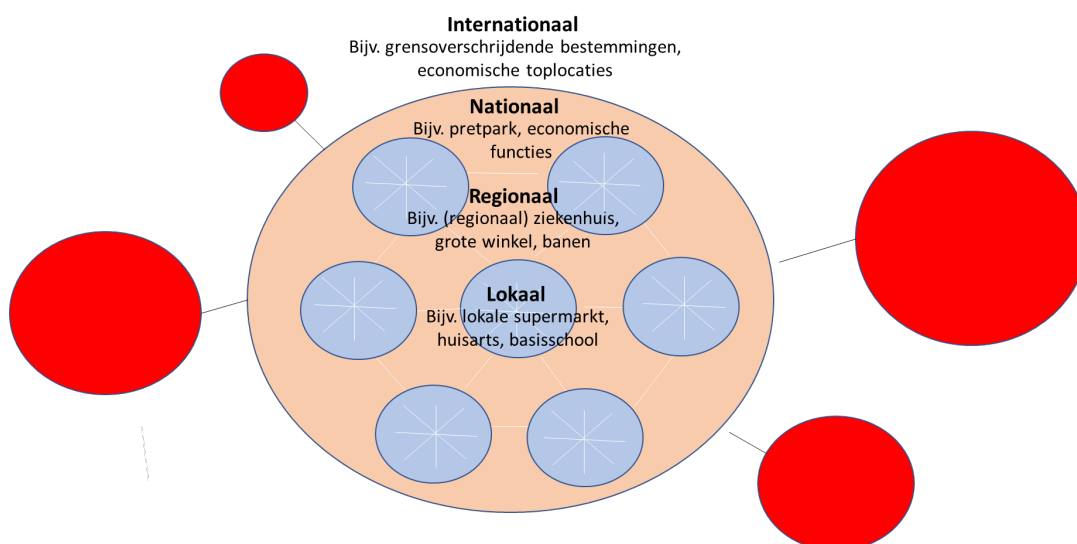 Internationaal
Bijv. grensoverschrijdende bestemmingen,
economische toplocaties
Nationaal
Bijv. pretpark, economische
functies
Regionaal
Bijv. (regionaal) ziekenhuis,
grote winkel, banen
Lokaal
Bijv. lokale supermarkt,
huisarts, basisschool